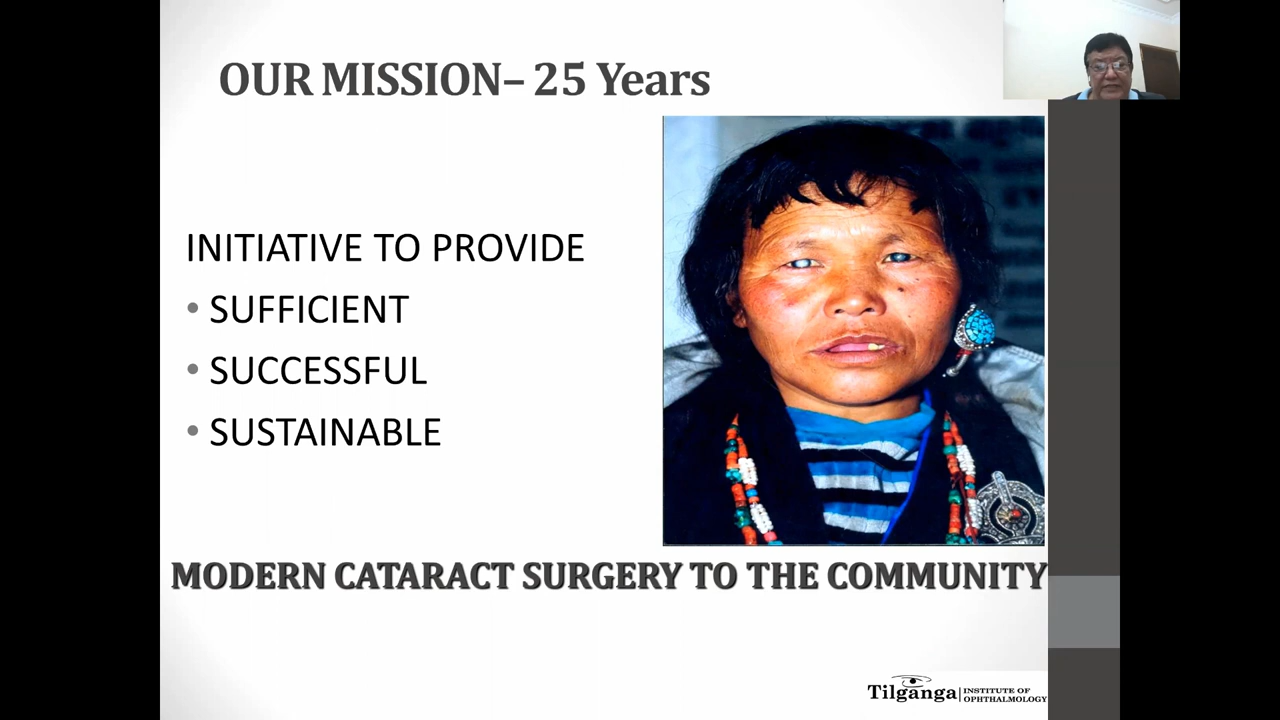 OUR MISSION– 25 Years
INITIATIVE TO PROVIDE
• SUFFICIENT
• SUCCESSFUL
• SUSTAINABLE
MODERN CATARACT SURGERY TO THE COMMUNITY
Tilganga INSTITUTE OF
OPHTHALMOLOGY